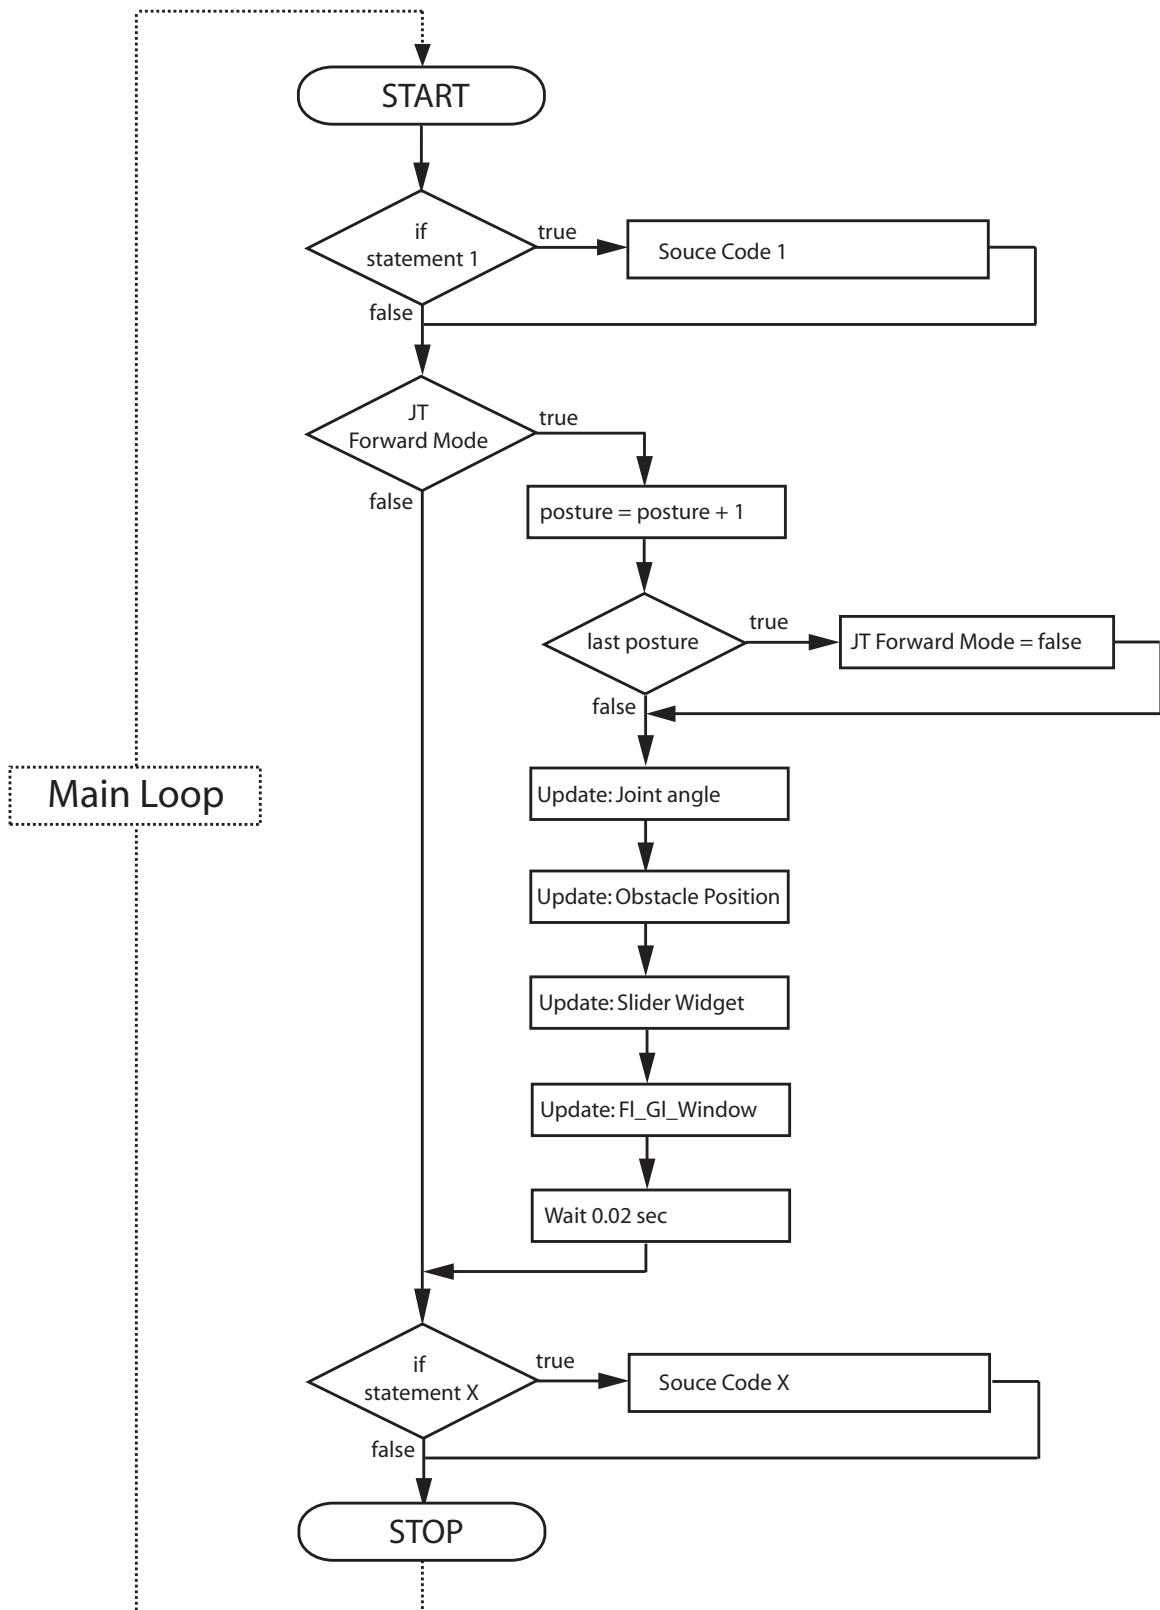 START
if
statement 1
true
Souce Code 1
false
JT
Forward Mode
true
false
posture = posture + 1
last posture
true
JT Forward Mode = false
false
Main Loop
Update: Joint angle
Update: Obstacle Position
Update: Slider Widget
Update: Fl_Gl_Window
Wait 0.02 sec
if
statement X
true
Souce Code X
false
STOP